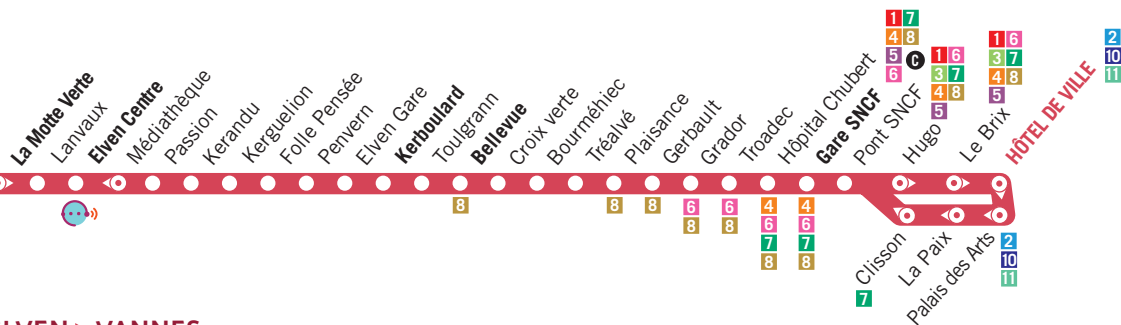 La Motte Verte
Lanvaux
Elven Centre
Médiathèque
Passion
Kerandu
Kerguelion
Folle Pensée
Penvern
Elven Gare
Kerboulard
Toulgrann
Bellevue
Croix verte
Bourméhiec
Tréalvé
Plaisance
Gerbault
Grador
Troadec
Hôpital Chubert
Gare SNCF
Pont SNCF
Hugo
Le Brix
HÔTEL DE VILLE
1 7
4 8
5 C
6
1 6
3 7
4 8
5
1 6
3 7
4 8
5
2
10
11
8
8
8
6
8
6
8
4
6
7
8
4
6
7
8
Clisson
7
La Paix
Palais des Arts
2
10
11
VANNES